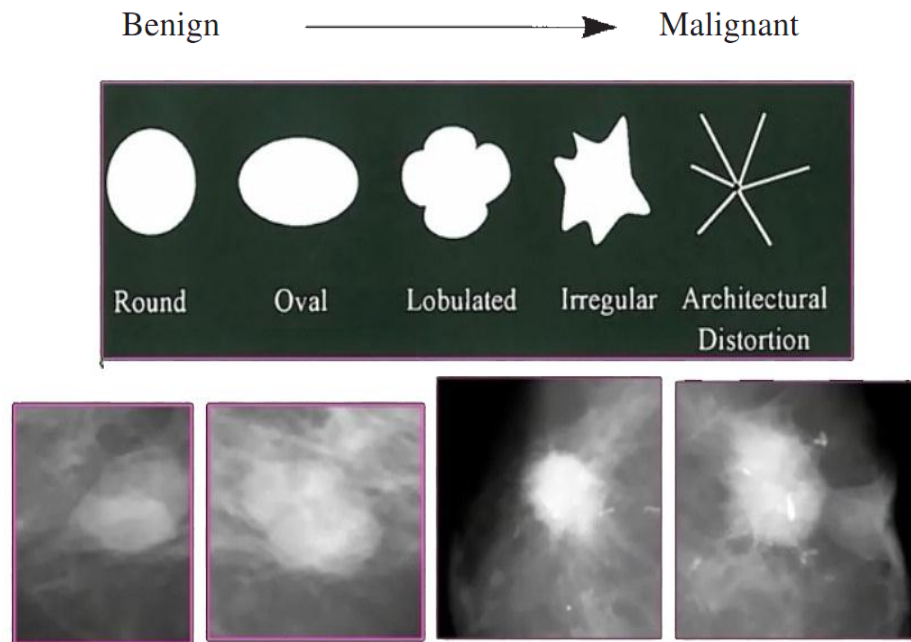 Benign Malignant
Round Oval Lobulated Irregular Architectural
Distortion